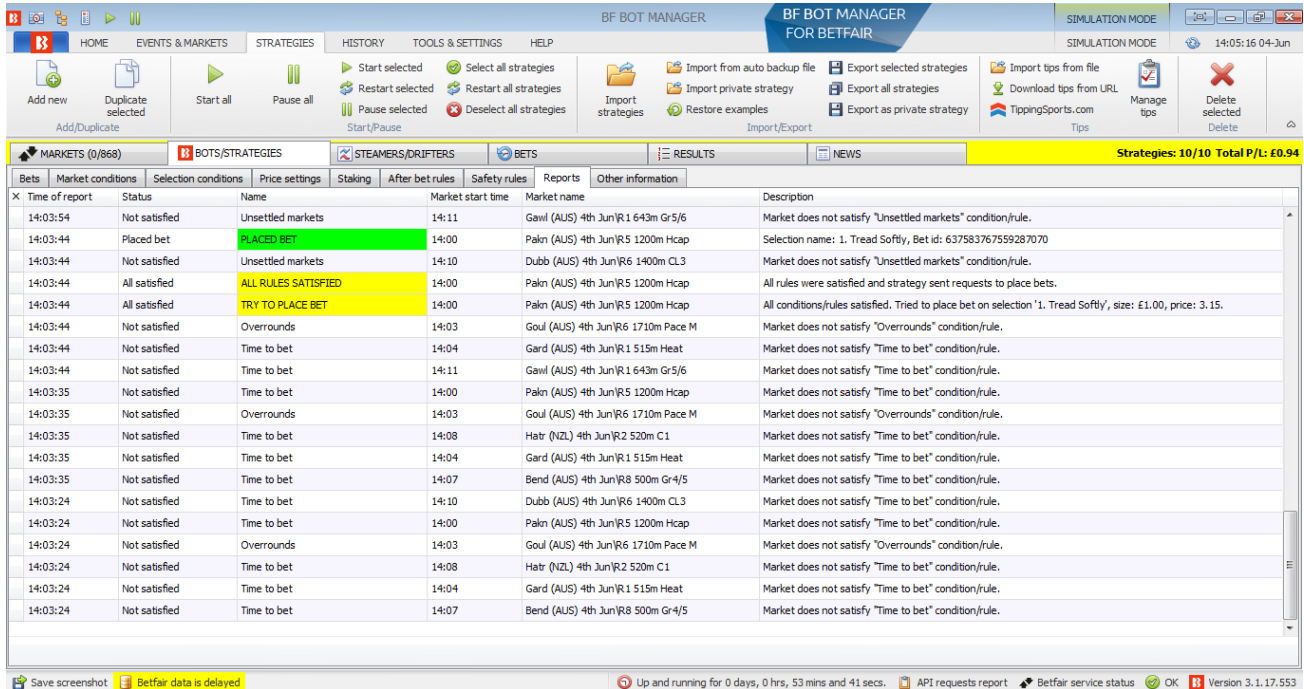 BF BOT MANAGER
BF BOT MANAGER FOR BETFAIR
SIMULATION MODE
HOME EVENTS & MARKETS STRATEGIES HISTORY TOOLS & SETTINGS HELP SIMULATION MODE 14:05:16 04-Jun
Add new
Duplicate selected
Add/Duplicate
Start all
Pause all
Start selected
Restart selected
Pause selected
Select all strategies
Restart all strategies
Deselect all strategies
Start/Pause
Import strategies
Import from auto backup file
Import private strategy
Restore examples
Export selected strategies
Export all strategies
Export as private strategy
Import/Export
Import tips from file
Download tips from URL
TippingSports.com
Manage tips
Tips
Delete selected
Delete
MARKETS (0/868) BOTS/STRATEGIES STEAMERS/DRIFTERS BETS RESULTS NEWS Strategies: 10/10 Total P/L: £0.94
Bets Market conditions Selection conditions Price settings Staking After bet rules Safety rules Reports Other information
X Time of report Status Name Market start time Market name Description
14:03:54 Not satisfied Unsettled markets 14:11 Gawl (AUS) 4th Jun\R1 643m Gr5/6 Market does not satisfy "Unsettled markets" condition/rule.
14:03:44 Placed bet PLACED BET 14:00 Pakn (AUS) 4th Jun\R5 1200m Hcap Selection name: 1. Tread Softly, Bet id: 637583767559287070
14:03:44 Not satisfied Unsettled markets 14:10 Dubb (AUS) 4th Jun\R6 1400m CL3 Market does not satisfy "Unsettled markets" condition/rule.
14:03:44 All satisfied ALL RULES SATISFIED 14:00 Pakn (AUS) 4th Jun\R5 1200m Hcap All rules were satisfied and strategy sent requests to place bets.
14:03:44 All satisfied TRY TO PLACE BET 14:00 Pakn (AUS) 4th Jun\R5 1200m Hcap All conditions/rules satisfied. Tried to place bet on selection '1. Tread Softly', size: £1.00, price: 3.15.
14:03:44 Not satisfied Overrounds 14:03 Goul (AUS) 4th Jun\R6 1710m Pace M Market does not satisfy "Overrounds" condition/rule.
14:03:44 Not satisfied Time to bet 14:04 Gard (AUS) 4th Jun\R1 515m Heat Market does not satisfy "Time to bet" condition/rule.
14:03:44 Not satisfied Time to bet 14:11 Gawl (AUS) 4th Jun\R1 643m Gr5/6 Market does not satisfy "Time to bet" condition/rule.
14:03:35 Not satisfied Time to bet 14:00 Pakn (AUS) 4th Jun\R5 1200m Hcap Market does not satisfy "Time to bet" condition/rule.
14:03:35 Not satisfied Overrounds 14:03 Goul (AUS) 4th Jun\R6 1710m Pace M Market does not satisfy "Overrounds" condition/rule.
14:03:35 Not satisfied Time to bet 14:08 Hatr (NZL) 4th Jun\R2 520m C1 Market does not satisfy "Time to bet" condition/rule.
14:03:35 Not satisfied Time to bet 14:04 Gard (AUS) 4th Jun\R1 515m Heat Market does not satisfy "Time to bet" condition/rule.
14:03:35 Not satisfied Time to bet 14:07 Bend (AUS) 4th Jun\R8 500m Gr4/5 Market does not satisfy "Time to bet" condition/rule.
14:03:24 Not satisfied Time to bet 14:10 Dubb (AUS) 4th Jun\R6 1400m CL3 Market does not satisfy "Time to bet" condition/rule.
14:03:24 Not satisfied Time to bet 14:00 Pakn (AUS) 4th Jun\R5 1200m Hcap Market does not satisfy "Time to bet" condition/rule.
14:03:24 Not satisfied Overrounds 14:03 Goul (AUS) 4th Jun\R6 1710m Pace M Market does not satisfy "Overrounds" condition/rule.
14:03:24 Not satisfied Time to bet 14:08 Hatr (NZL) 4th Jun\R2 520m C1 Market does not satisfy "Time to bet" condition/rule.
14:03:24 Not satisfied Time to bet 14:04 Gard (AUS) 4th Jun\R1 515m Heat Market does not satisfy "Time to bet" condition/rule.
14:03:24 Not satisfied Time to bet 14:07 Bend (AUS) 4th Jun\R8 500m Gr4/5 Market does not satisfy "Time to bet" condition/rule.
Save screenshot Betfair data is delayed Up and running for 0 days, 0 hrs, 53 mins and 41 secs. API requests report Betfair service status OK Version 3.1.17.553